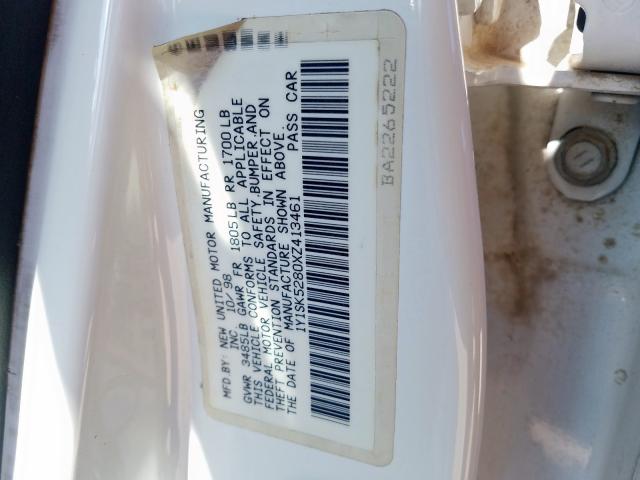 MFD.BY: NEW UNITED MOTOR MANUFACTURING
INC. 10/98
GVWR 3485LB GAWR FR 1805LB RR 1700LB
THIS VEHICLE CONFORMS TO ALL APPLICABLE
FEDERAL MOTOR VEHICLE SAFETY.BUMPER.AND
THEFT PREVENTION STANDARDS IN EFFECT ON
THE DATE OF MANUFACTURE SHOWN ABOVE.
1Y1SK5280XZ413461 PASS CAR
BA2265222